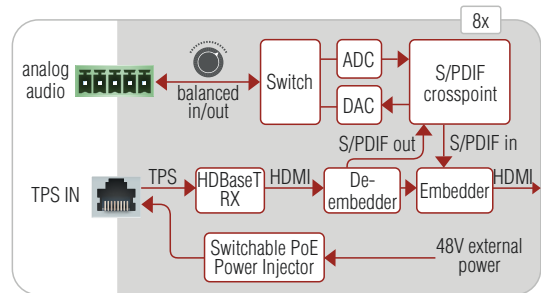 8x
analog
audio
balanced
in/out
Switch
ADC
DAC
S/PDIF
crosspoint
S/PDIF out
S/PDIF in
TPS IN
TPS
HDBaseT
RX
HDMI
De-
embedder
Embedder
HDMI
Switchable PoE
Power Injector
48V external
power